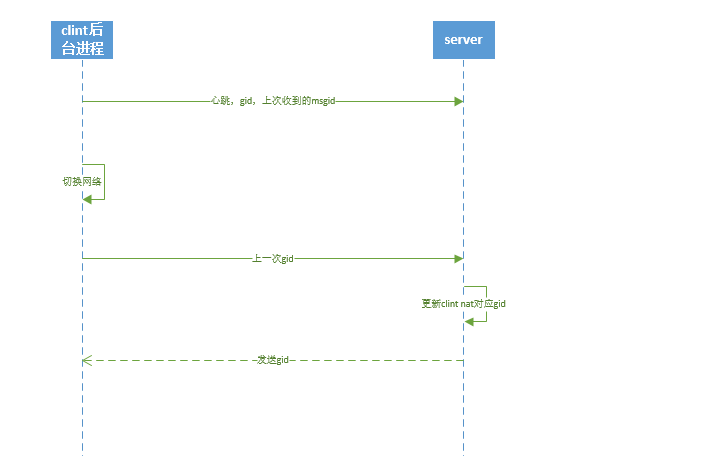 clint后
台进程
server
心跳，gid，上次收到的msgid
切换网络
上一次gid
更新clint nat对应gid
发送gid